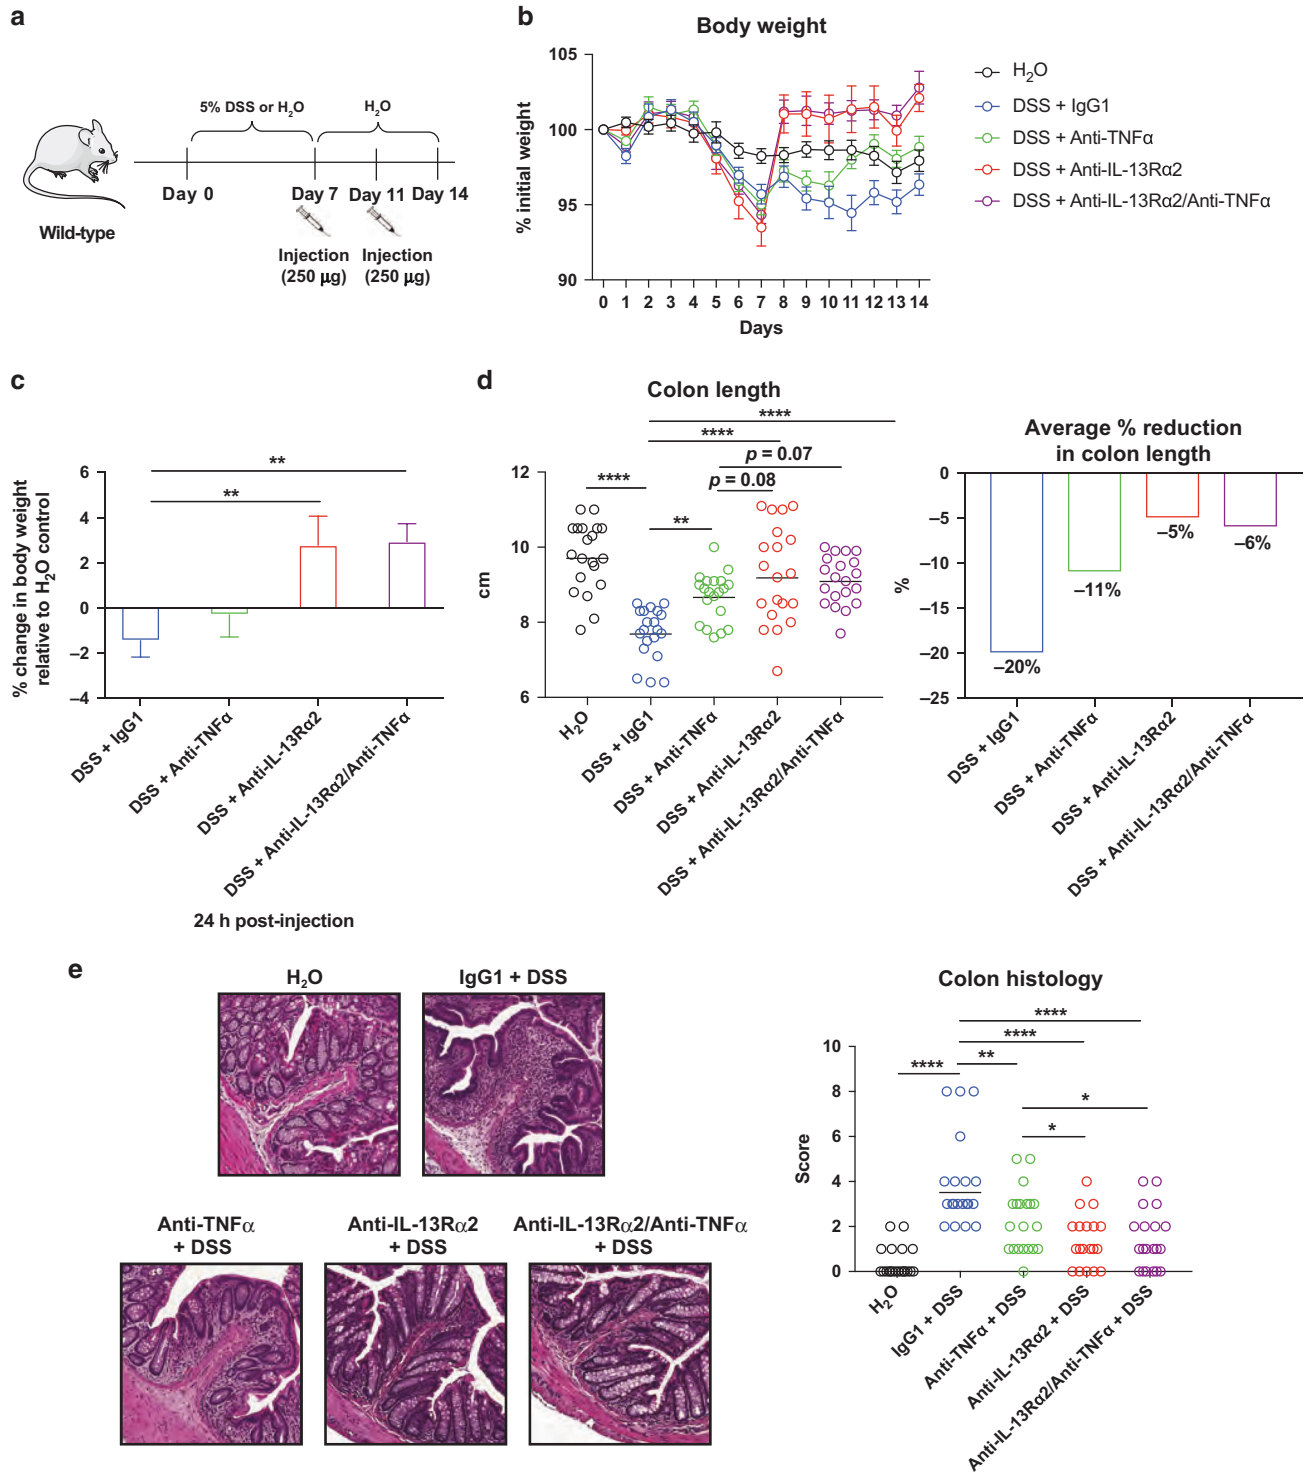 a
5% DSS or H2O
H2O
Day 0
Day 7
Day 11
Day 14
Wild-type
Injection
(250 μg)
Injection
(250 μg)
b
Body weight
% initial weight
105
100
95
90
0 1 2 3 4 5 6 7 8 9 10 11 12 13 14
Days
H2O
DSS + IgG1
DSS + Anti-TNFα
DSS + Anti-IL-13Rα2
DSS + Anti-IL-13Rα2/Anti-TNFα
c
% change in body weight
relative to H2O control
6
4
2
0
–2
–4
**
**
DSS + IgG1
DSS + Anti-TNFα
DSS + Anti-IL-13Rα2
DSS + Anti-IL-13Rα2/Anti-TNFα
24 h post-injection
d
Colon length
cm
12
10
8
6
****
****
p = 0.07
p = 0.08
****
**
H2O
DSS + IgG1
DSS + Anti-TNFα
DSS + Anti-IL-13Rα2
DSS + Anti-IL-13Rα2/Anti-TNFα
Average % reduction
in colon length
%
0
–5
–10
–15
–20
–25
–20%
–11%
–5%
–6%
DSS + IgG1
DSS + Anti-TNFα
DSS + Anti-IL-13Rα2
DSS + Anti-IL-13Rα2/Anti-TNFα
e
H2O
IgG1 + DSS
Anti-TNFα
+ DSS
Anti-IL-13Rα2
+ DSS
Anti-IL-13Rα2/Anti-TNFα
+ DSS
Colon histology
Score
10
8
6
4
2
0
****
****
****
**
*
*
H2O
IgG1 + DSS
Anti-TNFα + DSS
Anti-IL-13Rα2 + DSS
Anti-IL-13Rα2/Anti-TNFα + DSS